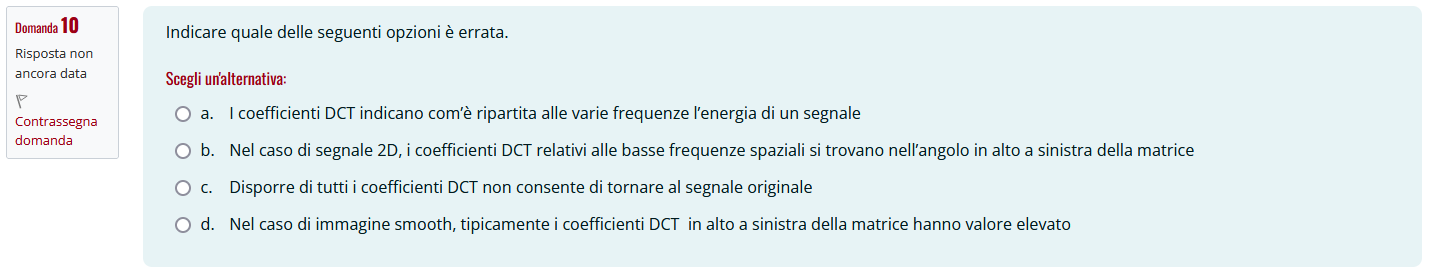 Domanda 10
Risposta non
ancora data
Contrassegna
domanda
Indicare quale delle seguenti opzioni è errata.
Scegli un'alternativa:
a. I coefficienti DCT indicano com’è ripartita alle varie frequenze l’energia di un segnale
b. Nel caso di segnale 2D, i coefficienti DCT relativi alle basse frequenze spaziali si trovano nell’angolo in alto a sinistra della matrice
c. Disporre di tutti i coefficienti DCT non consente di tornare al segnale originale
d. Nel caso di immagine smooth, tipicamente i coefficienti DCT  in alto a sinistra della matrice hanno valore elevato